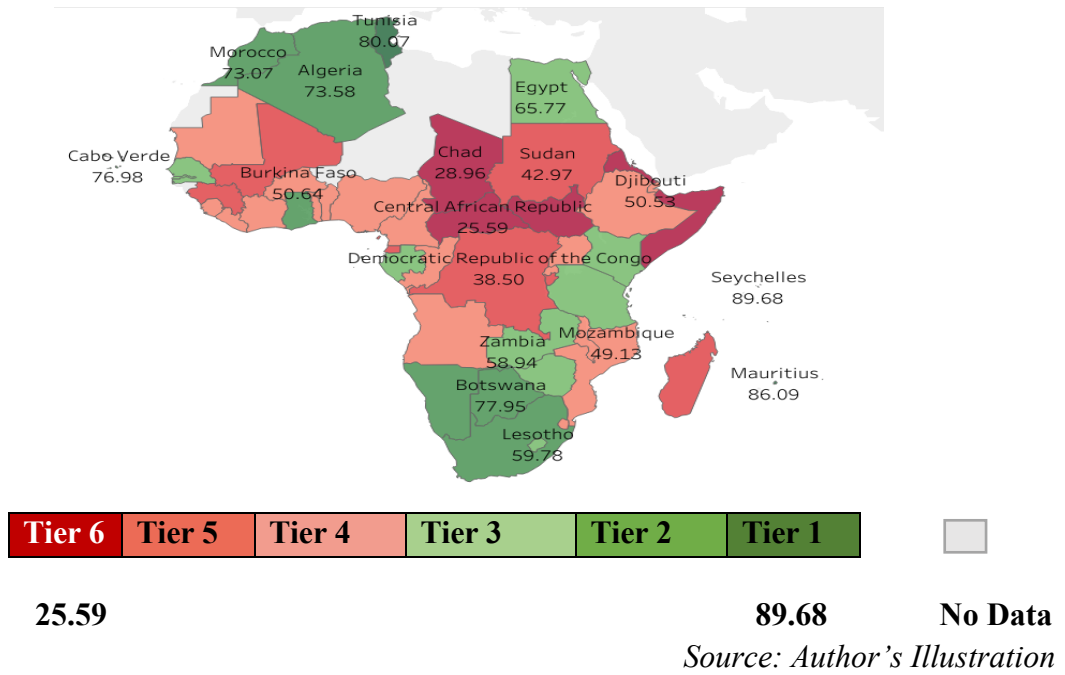 Tunisia
80.07
Morocco
73.07
Algeria
73.58
Egypt
65.77
Cabo Verde
76.98
Burkina Faso
50.64
Chad
28.96
Sudan
42.97
Djibouti
50.53
Central African Republic
25.59
Democratic Republic of the Congo
38.50
Seychelles
89.68
Zambia
58.94
Mozambique
49.13
Mauritius
86.09
Botswana
77.95
Lesotho
59.78
Tier 6 Tier 5 Tier 4 Tier 3 Tier 2 Tier 1
25.59 89.68 No Data
Source: Author’s Illustration